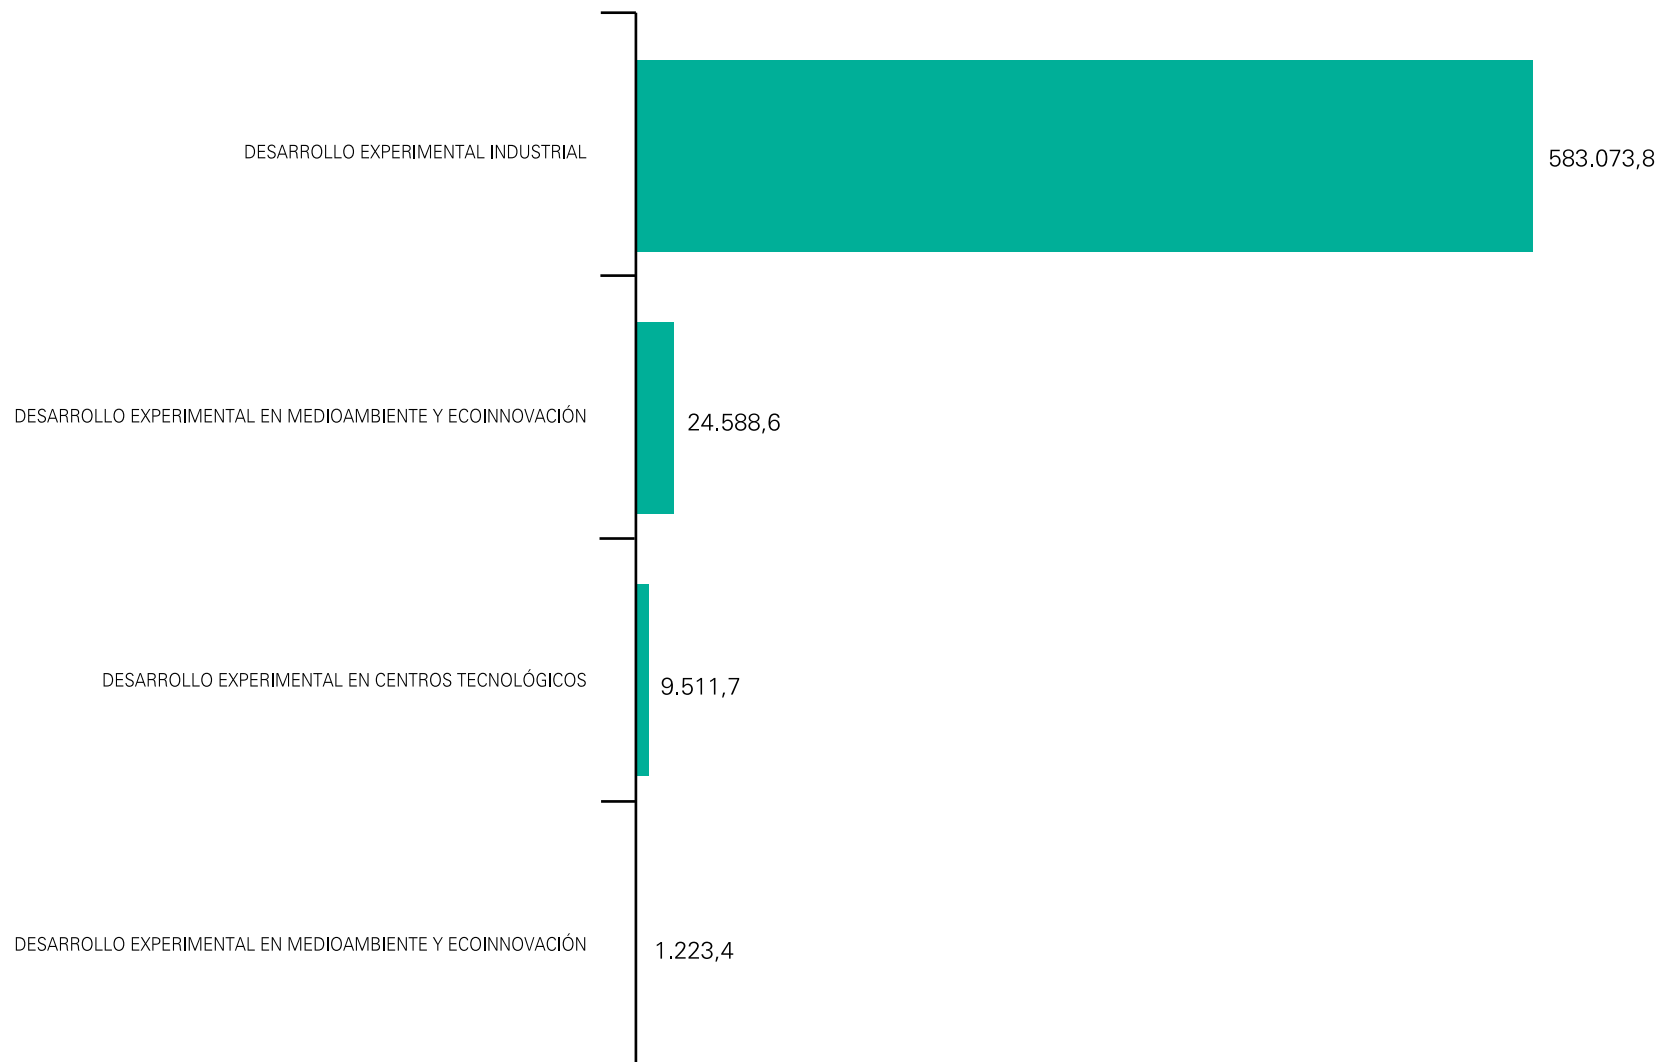 DESARROLLO EXPERIMENTAL INDUSTRIAL
583.073,8
DESARROLLO EXPERIMENTAL EN MEDIOAMBIENTE Y ECOINNOVACIÓN
24.588,6
DESARROLLO EXPERIMENTAL EN CENTROS TECNOLÓGICOS
9.511,7
DESARROLLO EXPERIMENTAL EN MEDIOAMBIENTE Y ECOINNOVACIÓN
1.223,4